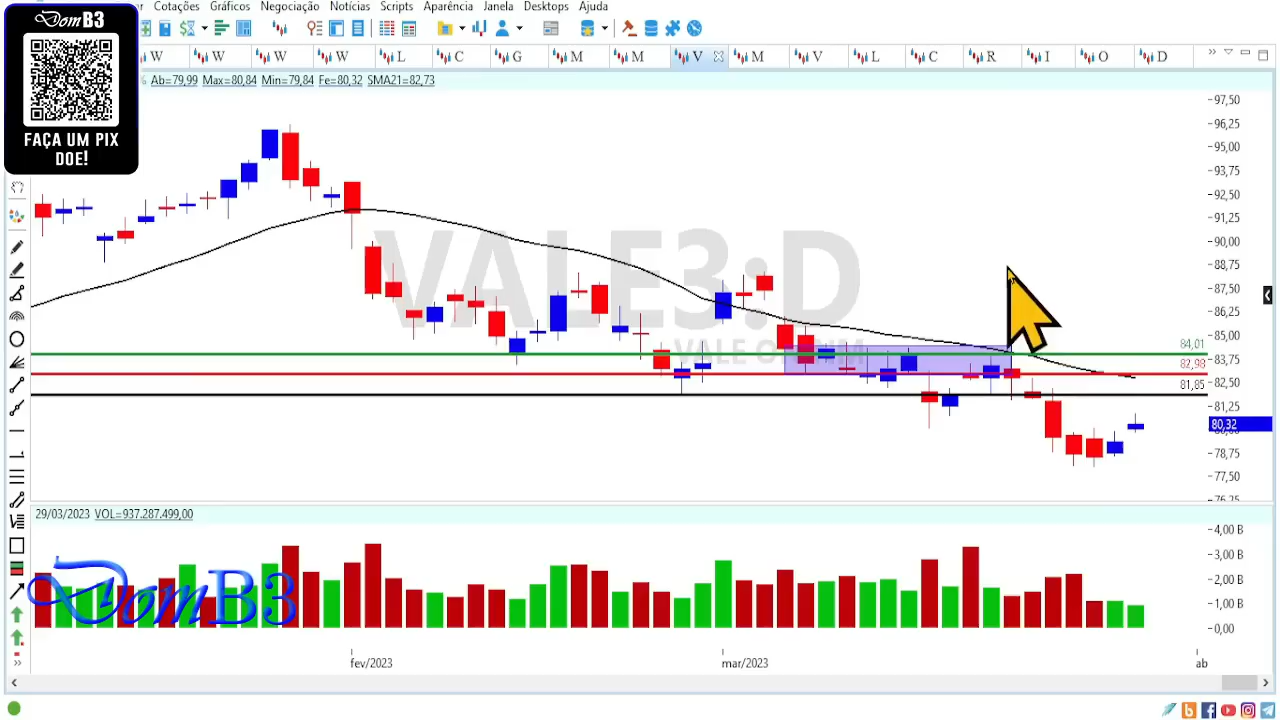 DomB3
FAÇA UM PIX
DOE!
Cotações Gráficos Negociação Notícias Scripts Aparência Janela Desktops Ajuda
W W W W L C G M M V M V L C R I O D
Ab=79,99 Max=80,84 Min=79,84 Fe=80,32 SMA21=82,73
97,50
96,25
95,00
93,75
92,50
91,25
90,00
88,75
87,50
86,25
85,00
83,75
82,50
81,25
80,32
78,75
77,50
76,25
VALE3:D
84,01
82,98
81,85
29/03/2023 VOL=937.287.499,00
4,00 B
3,00 B
2,00 B
1,00 B
0,00
DomB3
fev/2023 mar/2023 ab